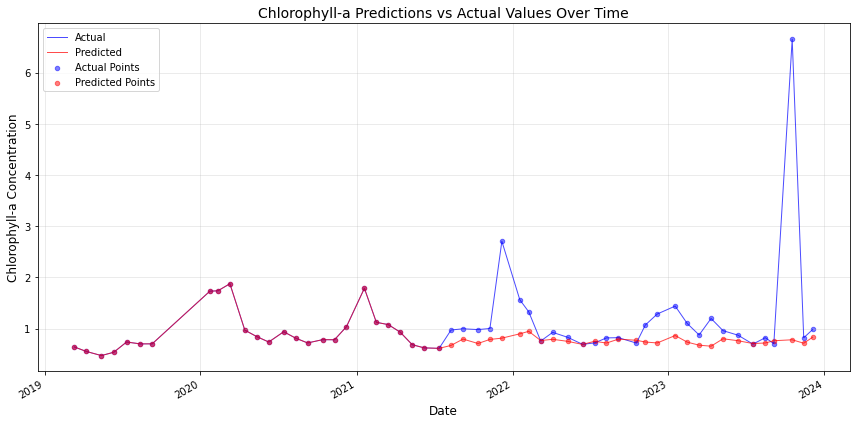 Chlorophyll-a Predictions vs Actual Values Over Time
Actual
Predicted
Actual Points
Predicted Points
Chlorophyll-a Concentration
6
5
4
3
2
1
2019
2020
2021
2022
2023
2024
Date